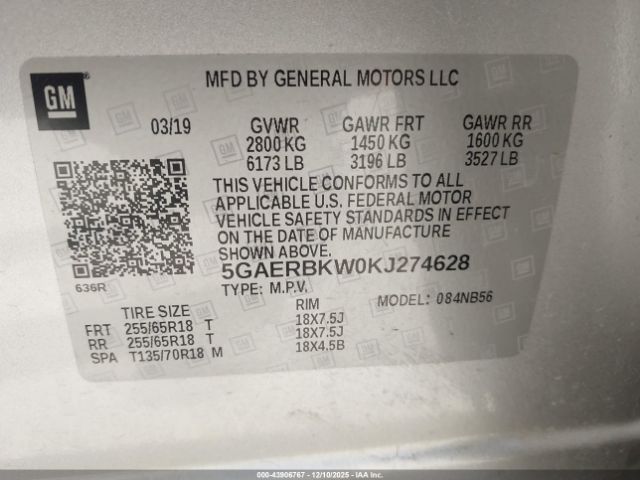 GM
MFD BY GENERAL MOTORS LLC
03/19 GVWR GAWR FRT GAWR RR
2800 KG 1450 KG 1600 KG
6173 LB 3196 LB 3527 LB
THIS VEHICLE CONFORMS TO ALL
APPLICABLE U.S. FEDERAL MOTOR
VEHICLE SAFETY STANDARDS IN EFFECT
ON THE DATE OF MANUFACTURE
SHOWN ABOVE.
636R
5GAERBKW0KJ274628
TYPE: M.P.V. MODEL: 084NB56
TIRE SIZE RIM
FRT 255/65R18 T 18X7.5J
RR 255/65R18 T 18X7.5J
SPA T135/70R18 M 18X4.5B
000-43906767 - 12/10/2025 - IAAI.COM